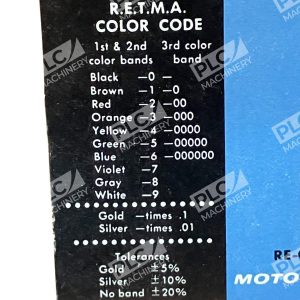 R.E.T.M.A.
COLOR CODE
1st & 2nd 3rd color
color bands band
Black —0 —
Brown —1 —0
Red —2 —00
Orange —3 —000
Yellow —4 —0000
Green —5 —00000
Blue —6 —000000
Violet —7
Gray —8
White —9
Gold —times .1
Silver —times .01
Tolerances
Gold ±5%
Silver ±10%
No band ±20%
RE-
MOTO
PLC
MACHINERY